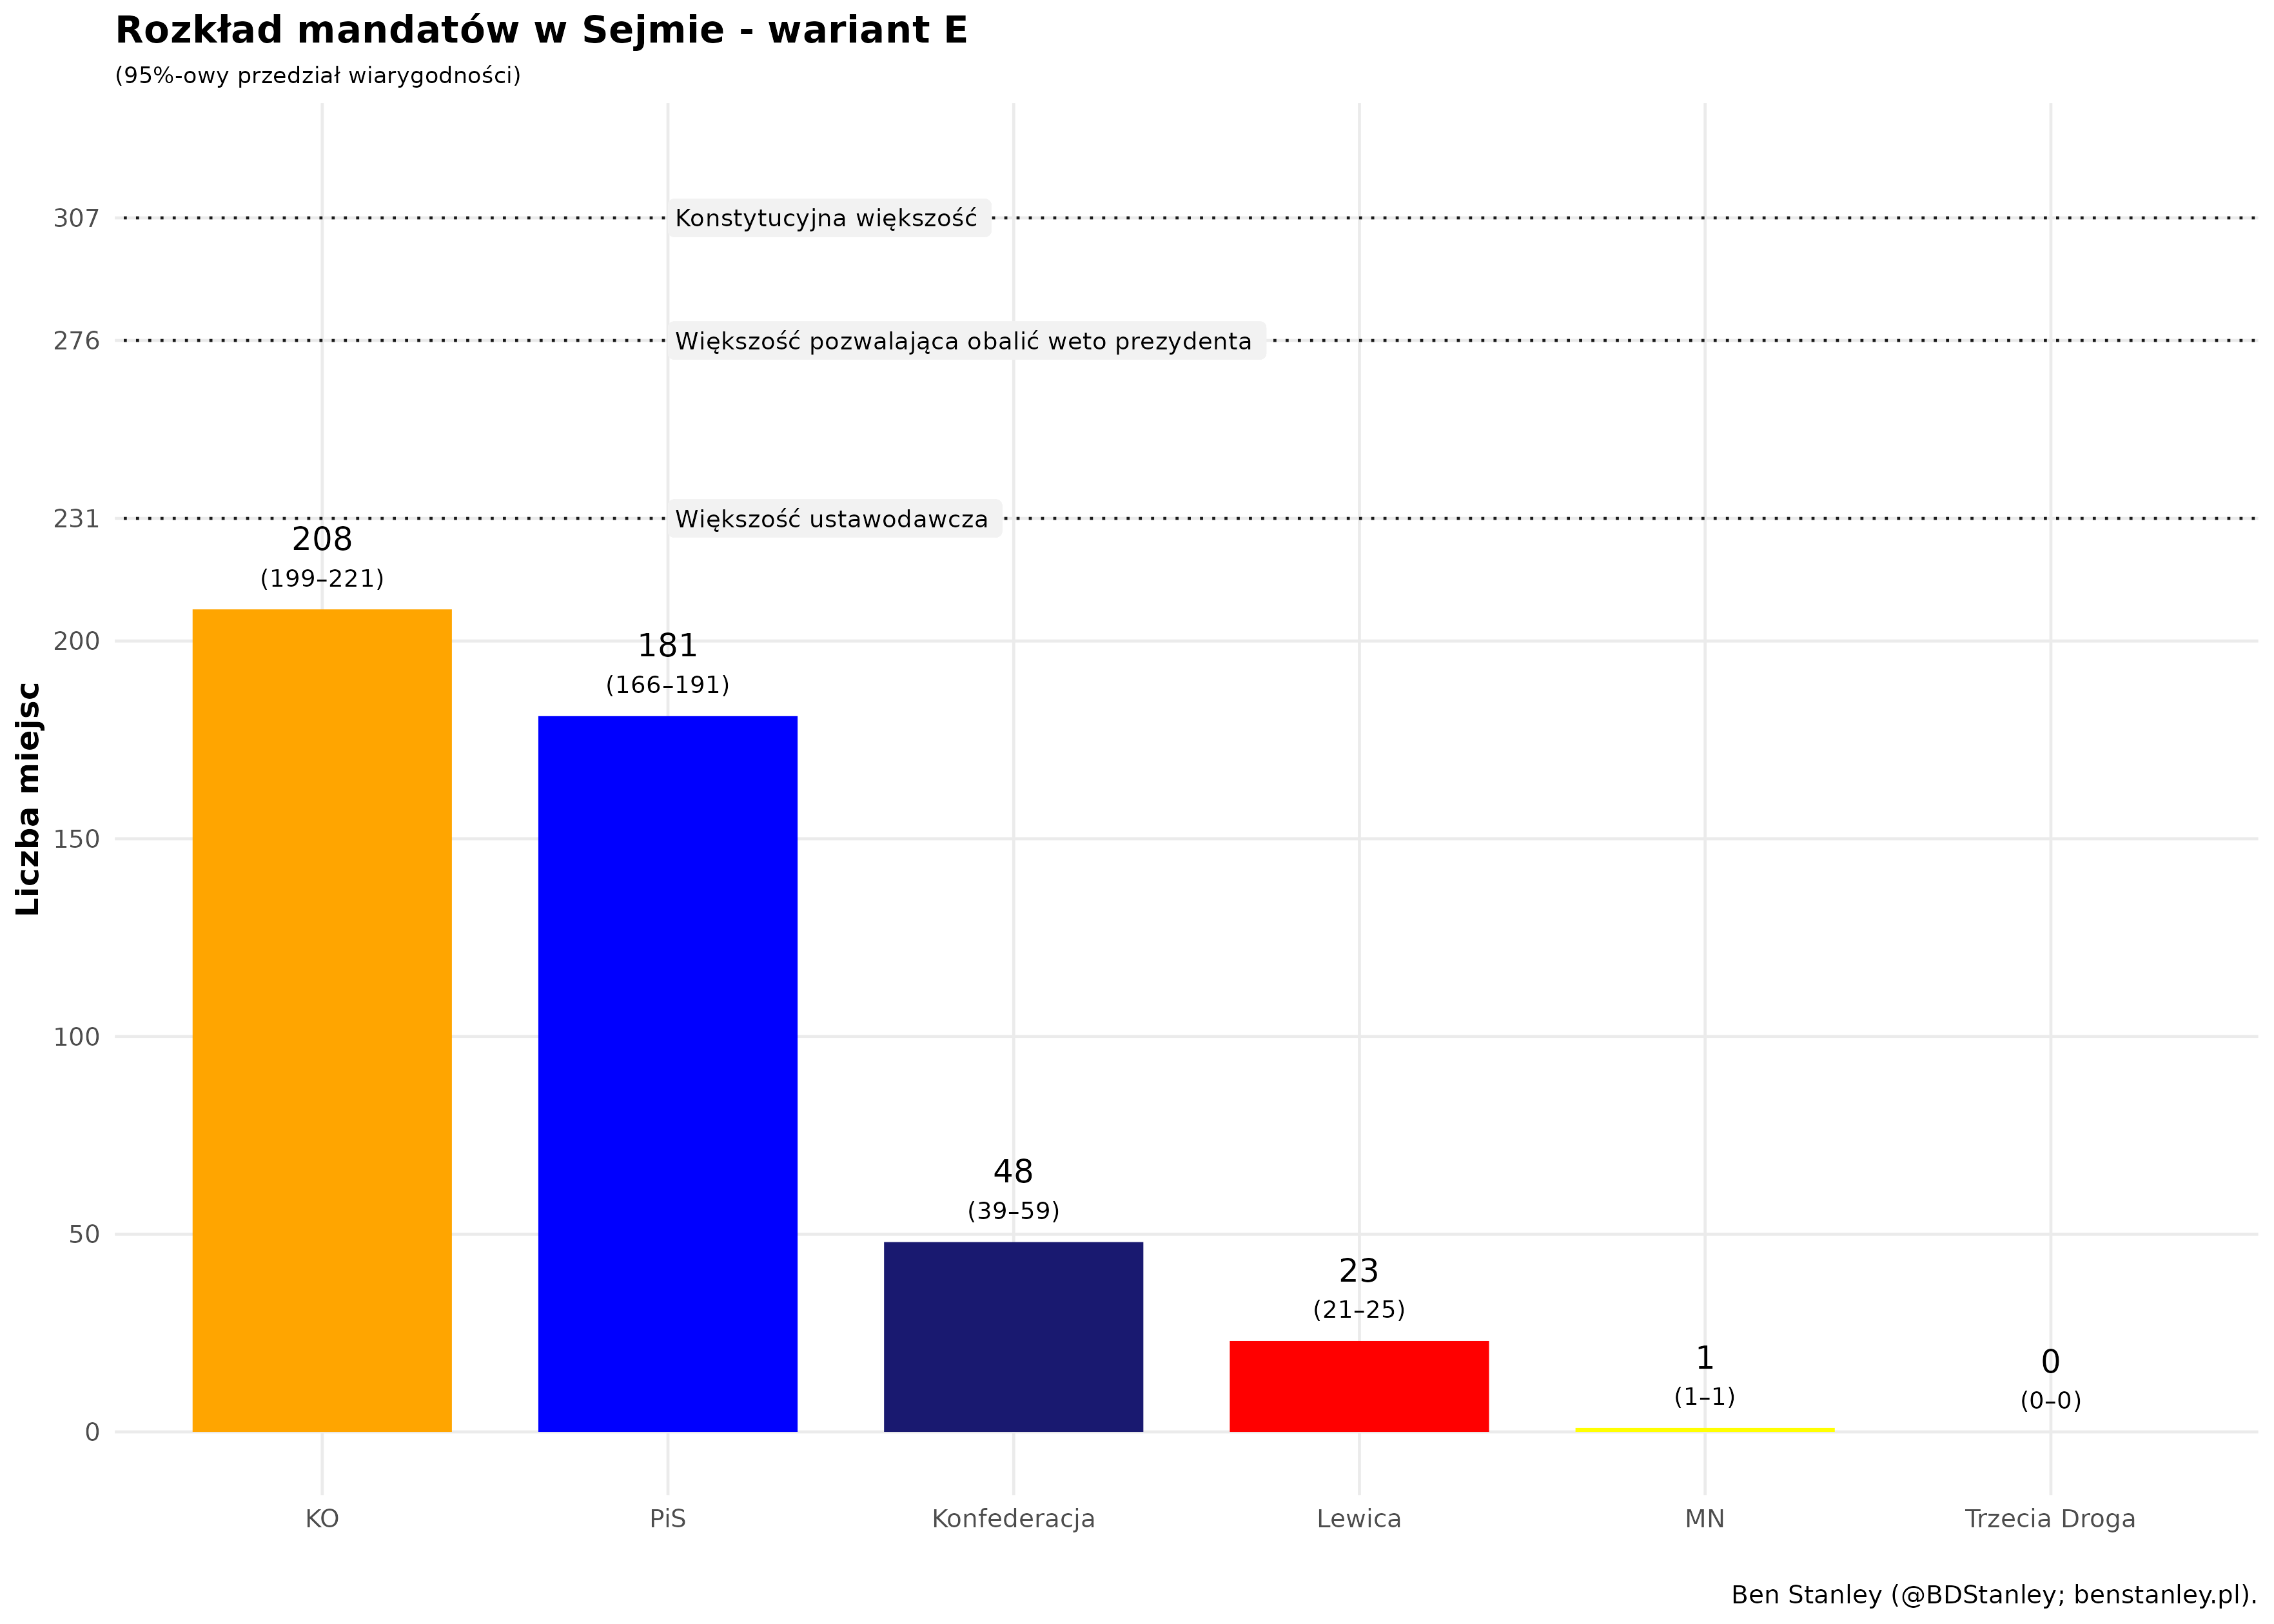 Rozkład mandatów w Sejmie - wariant E
(95%-owy przedział wiarygodności)
Liczba miejsc
307
Konstytucyjna większość
276
Większość pozwalająca obalić weto prezydenta
231
Większość ustawodawcza
208
(199–221)
200
181
(166–191)
150
100
48
(39–59)
50
23
(21–25)
1
(1–1)
0
(0–0)
0
KO
PiS
Konfederacja
Lewica
MN
Trzecia Droga
Ben Stanley (@BDStanley; benstanley.pl).